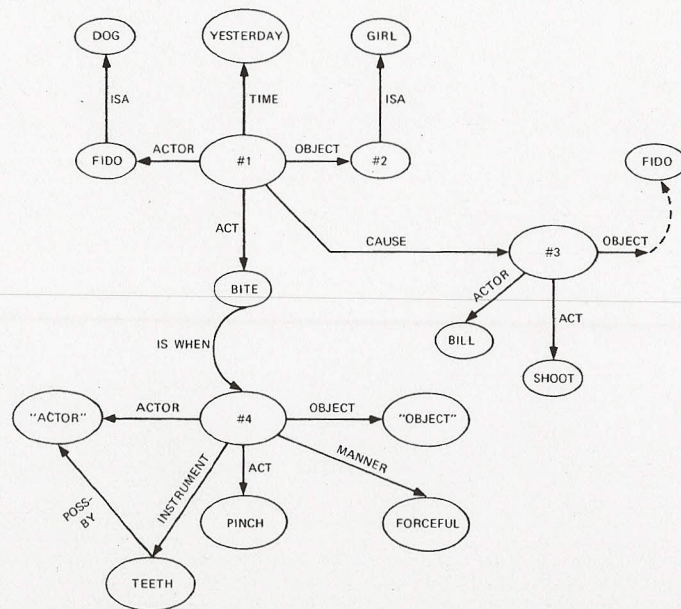 DOG
YESTERDAY
GIRL
ISA
TIME
ISA
FIDO
ACTOR
#1
OBJECT
#2
FIDO
ACT
CAUSE
#3
OBJECT
BITE
ACTOR
ACT
BILL
SHOOT
IS WHEN
"ACTOR"
ACTOR
#4
OBJECT
"OBJECT"
POSS-
BY
INSTRUMENT
ACT
MANNER
PINCH
FORCEFUL
TEETH